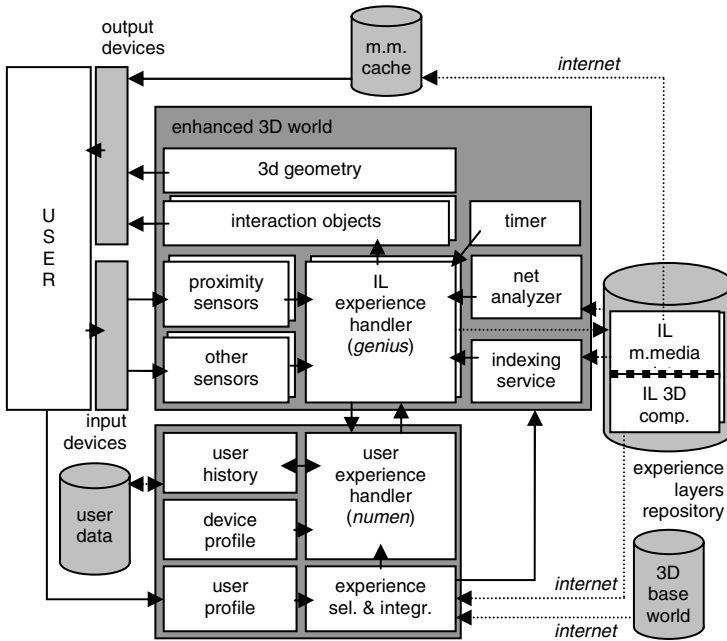 output
devices
m.m.
cache
internet
enhanced 3D world
3d geometry
interaction objects
timer
U
S
E
R
proximity
sensors
IL
experience
handler
(genius)
net
analyzer
other
sensors
indexing
service
IL
m.media
IL 3D
comp.
input
devices
experience
layers
repository
user
history
user
experience
handler
(numen)
user
data
device
profile
user
profile
experience
sel. & integr.
internet
internet
3D
base
world